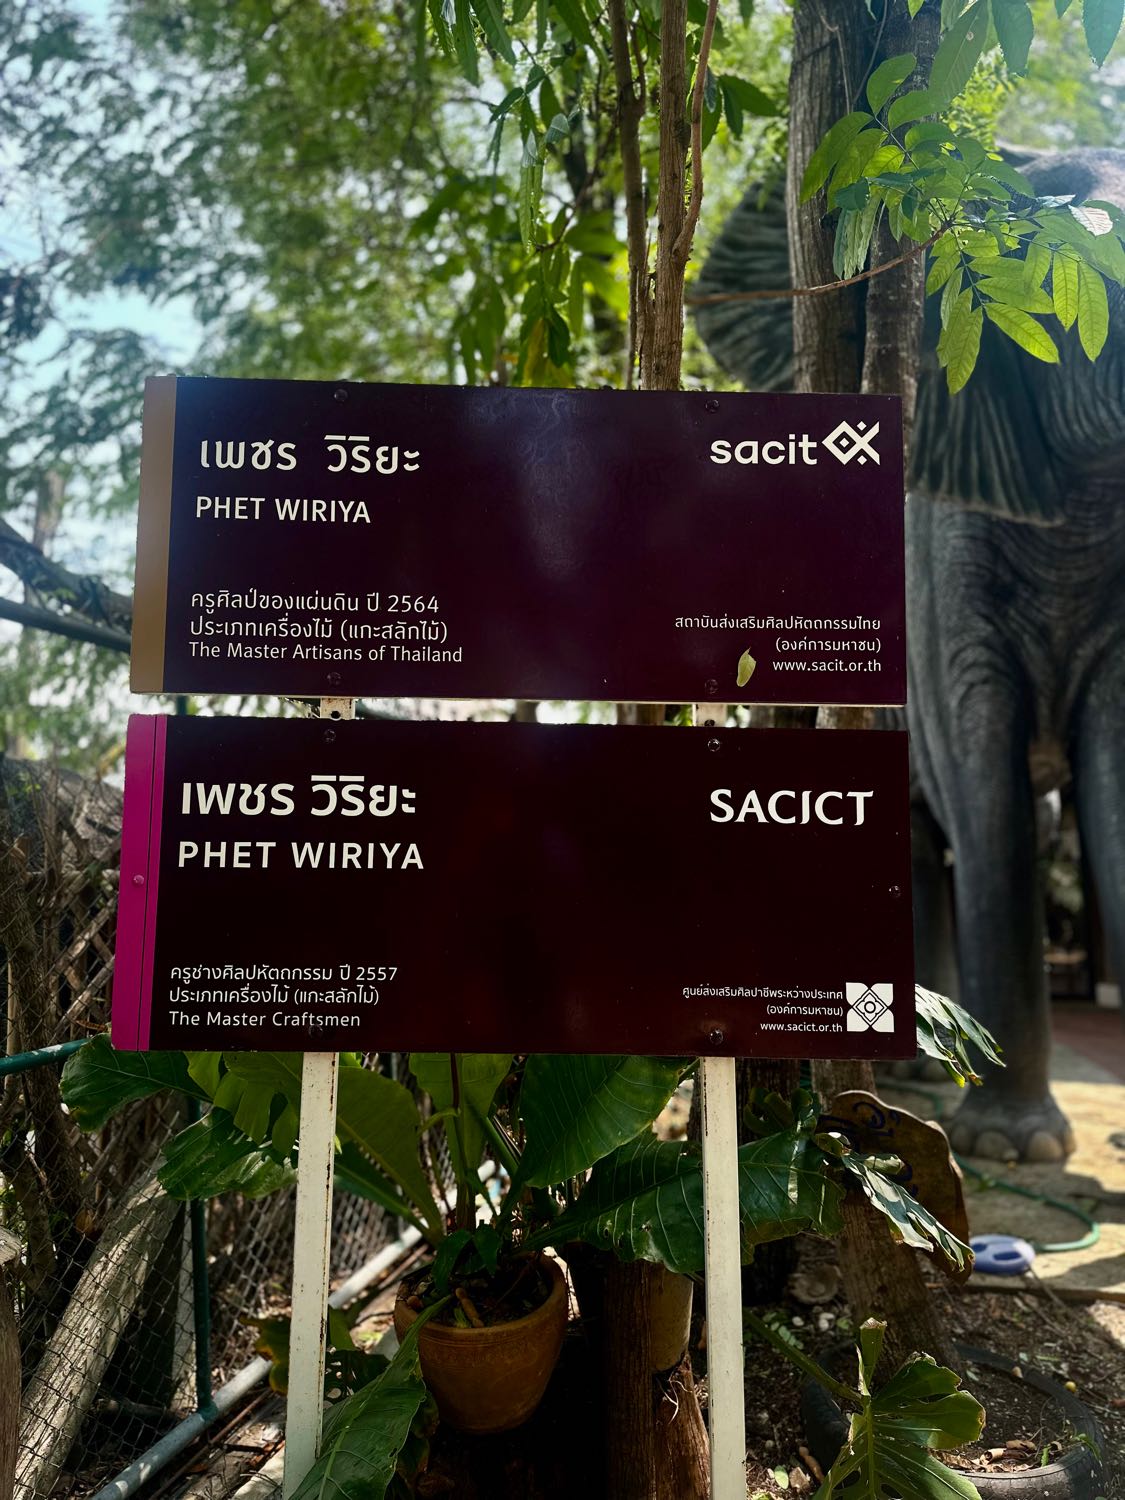 เพชร วิริยะ
PHET WIRIYA
sacit
ครูศิลป์ของแผ่นดิน ปี 2564
ประเภทเครื่องไม้ (แกะสลักไม้)
The Master Artisans of Thailand
สถาบันส่งเสริมศิลปหัตถกรรมไทย
(องค์การมหาชน)
www.sacit.or.th
เพชร วิริยะ
PHET WIRIYA
SACICT
ครูช่างศิลปหัตถกรรม ปี 2557
ประเภทเครื่องไม้ (แกะสลักไม้)
The Master Craftsmen
ศูนย์ส่งเสริมศิลปาชีพระหว่างประเทศ
(องค์การมหาชน)
www.sacict.or.th